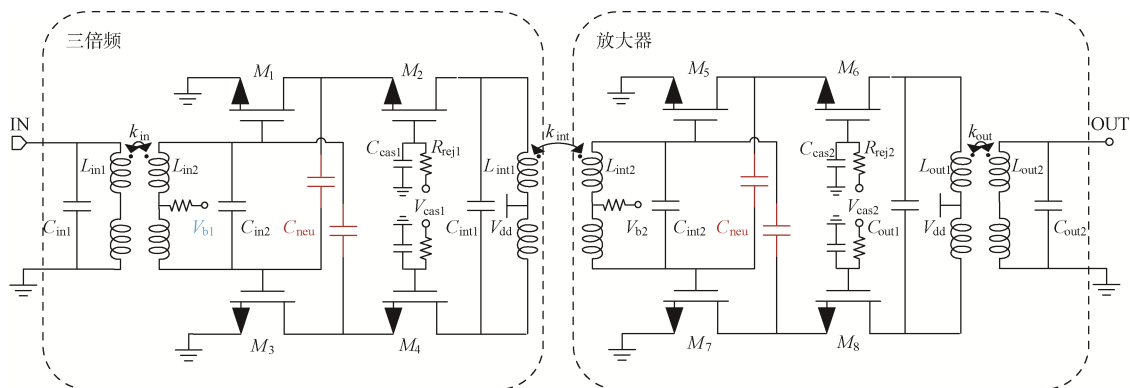 三倍频
放大器
M1
M2
M5
M6
IN
kin
Lin1
Lin2
Ccas1
Rrej1
kint
Lint1
Lint2
Ccas2
Rrej2
kout
OUT
Lout1
Lout2
Cin1
Vb1
Cin2
Cneu
Vcas1
Cint1
Vdd
Vb2
Cint2
Cneu
Vcas2
Cout1
Vdd
Cout2
M3
M4
M7
M8